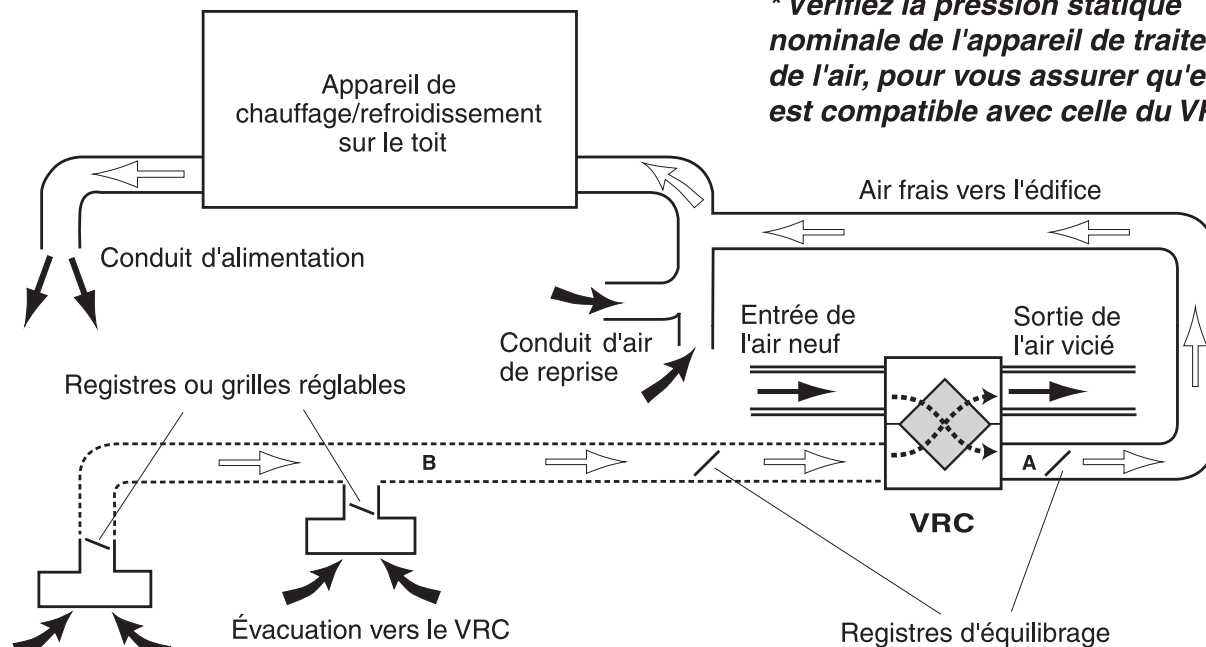 * Vérifiez la pression statique
nominale de l'appareil de traite
de l'air, pour vous assurer qu'e
est compatible avec celle du
Appareil de
chauffage/refroidissement
sur le toit
Air frais vers l'édifice
Conduit d'alimentation
Entrée de
l'air neuf
Sortie de
l'air vicié
Conduit d'air
de reprise
Registres ou grilles réglables
B
A
VRC
Évacuation vers le VRC
Registres d'équilibrage